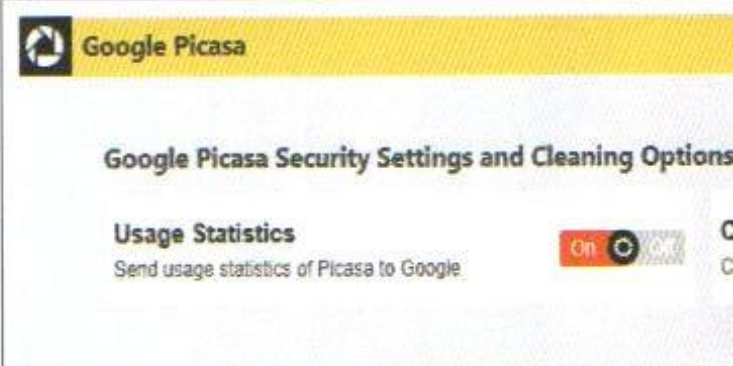 Google Picasa
Google Picasa Security Settings and Cleaning Options
Usage Statistics
On
Send usage statistics of Picasa to Google